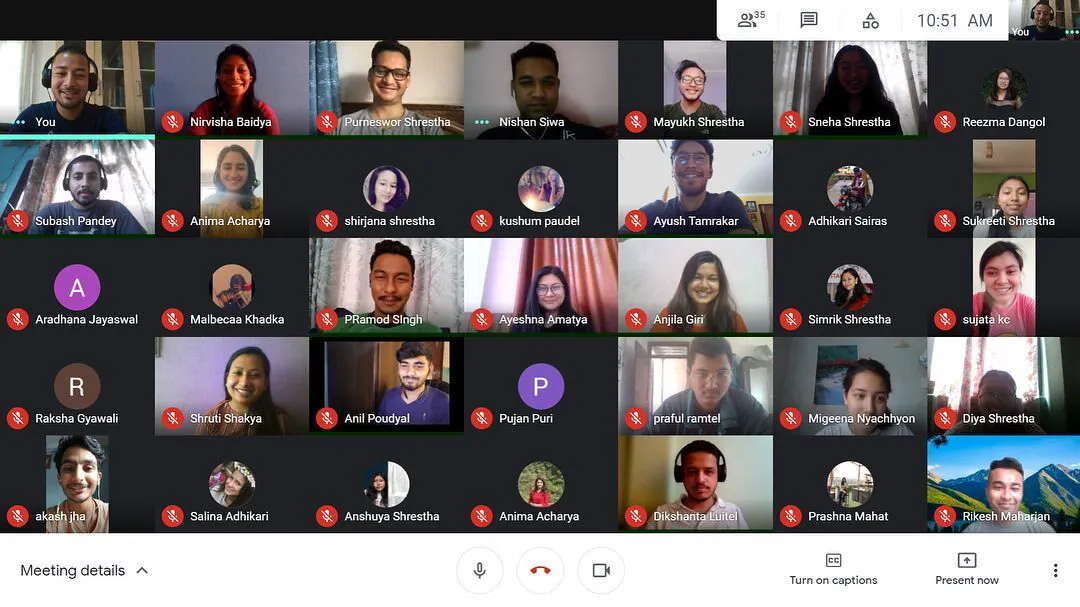 35
10:51 AM
You
You
Nirvisha Baidya
Purneswor Shrestha
Nishan Siwa
Mayukh Shrestha
Sneha Shrestha
Reezma Dangol
Subash Pandey
Anima Acharya
shirjana shrestha
kushum paudel
Ayush Tamrakar
Adhikari Sairas
Sukreeti Shrestha
A
Aradhana Jayaswal
Malbecaa Khadka
PRamod SIngh
Ayeshna Amatya
Anjila Giri
Simrik Shrestha
sujata kc
R
Raksha Gyawali
Shruti Shakya
Anil Poudyal
P
Pujan Puri
praful ramtel
Migeena Nyachhyon
Diya Shrestha
akash jha
Salina Adhikari
Anshuya Shrestha
Anima Acharya
Dikshanta Luitel
Prashna Mahat
Rikesh Maharjan
Meeting details
CC
Turn on captions
Present now